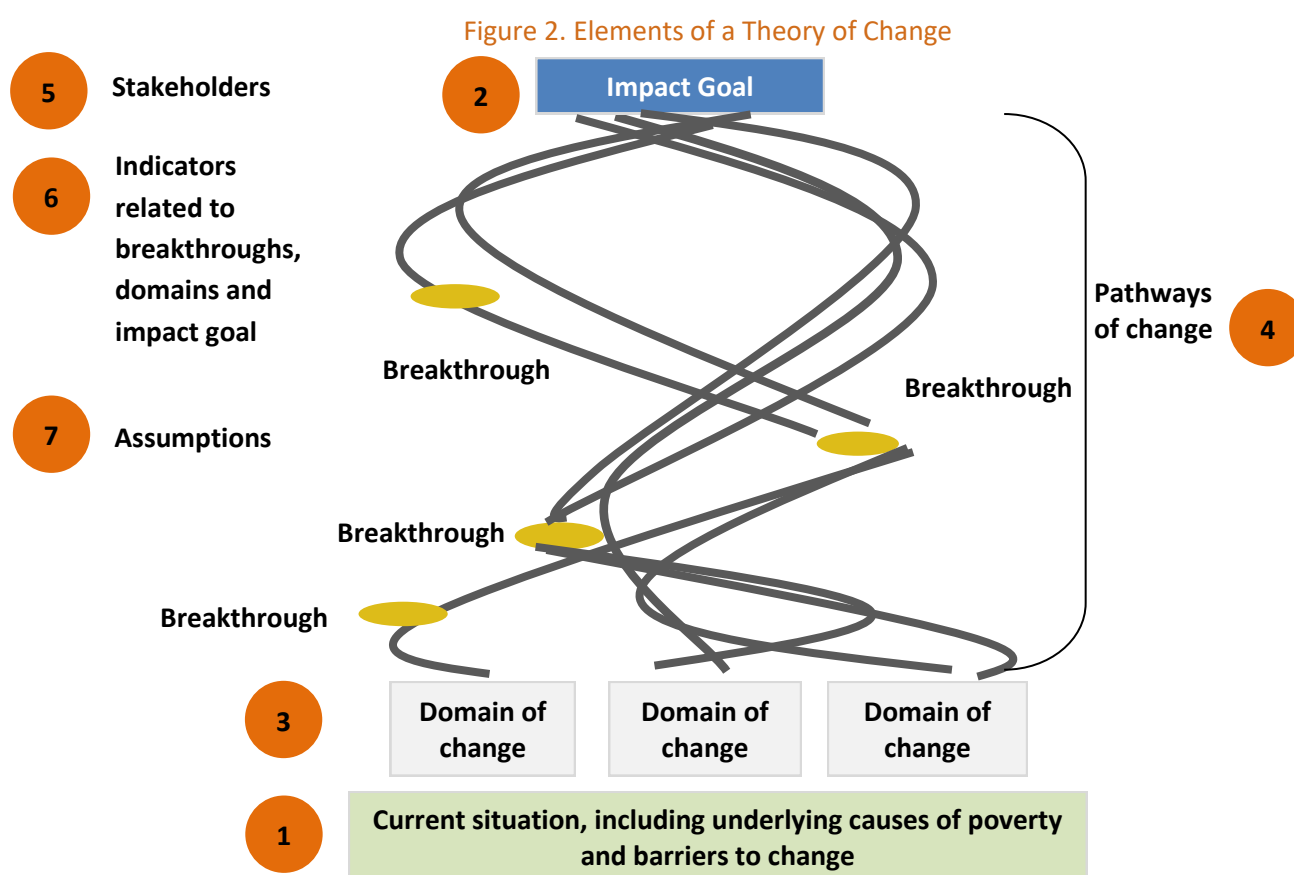 Figure 2. Elements of a Theory of Change
5
Stakeholders
2
Impact Goal
6
Indicators
related to
breakthroughs,
domains and
impact goal
Pathways
of change
4
Breakthrough
Breakthrough
7
Assumptions
Breakthrough
Breakthrough
3
Domain of
change
Domain of
change
Domain of
change
1
Current situation, including underlying causes of poverty
and barriers to change